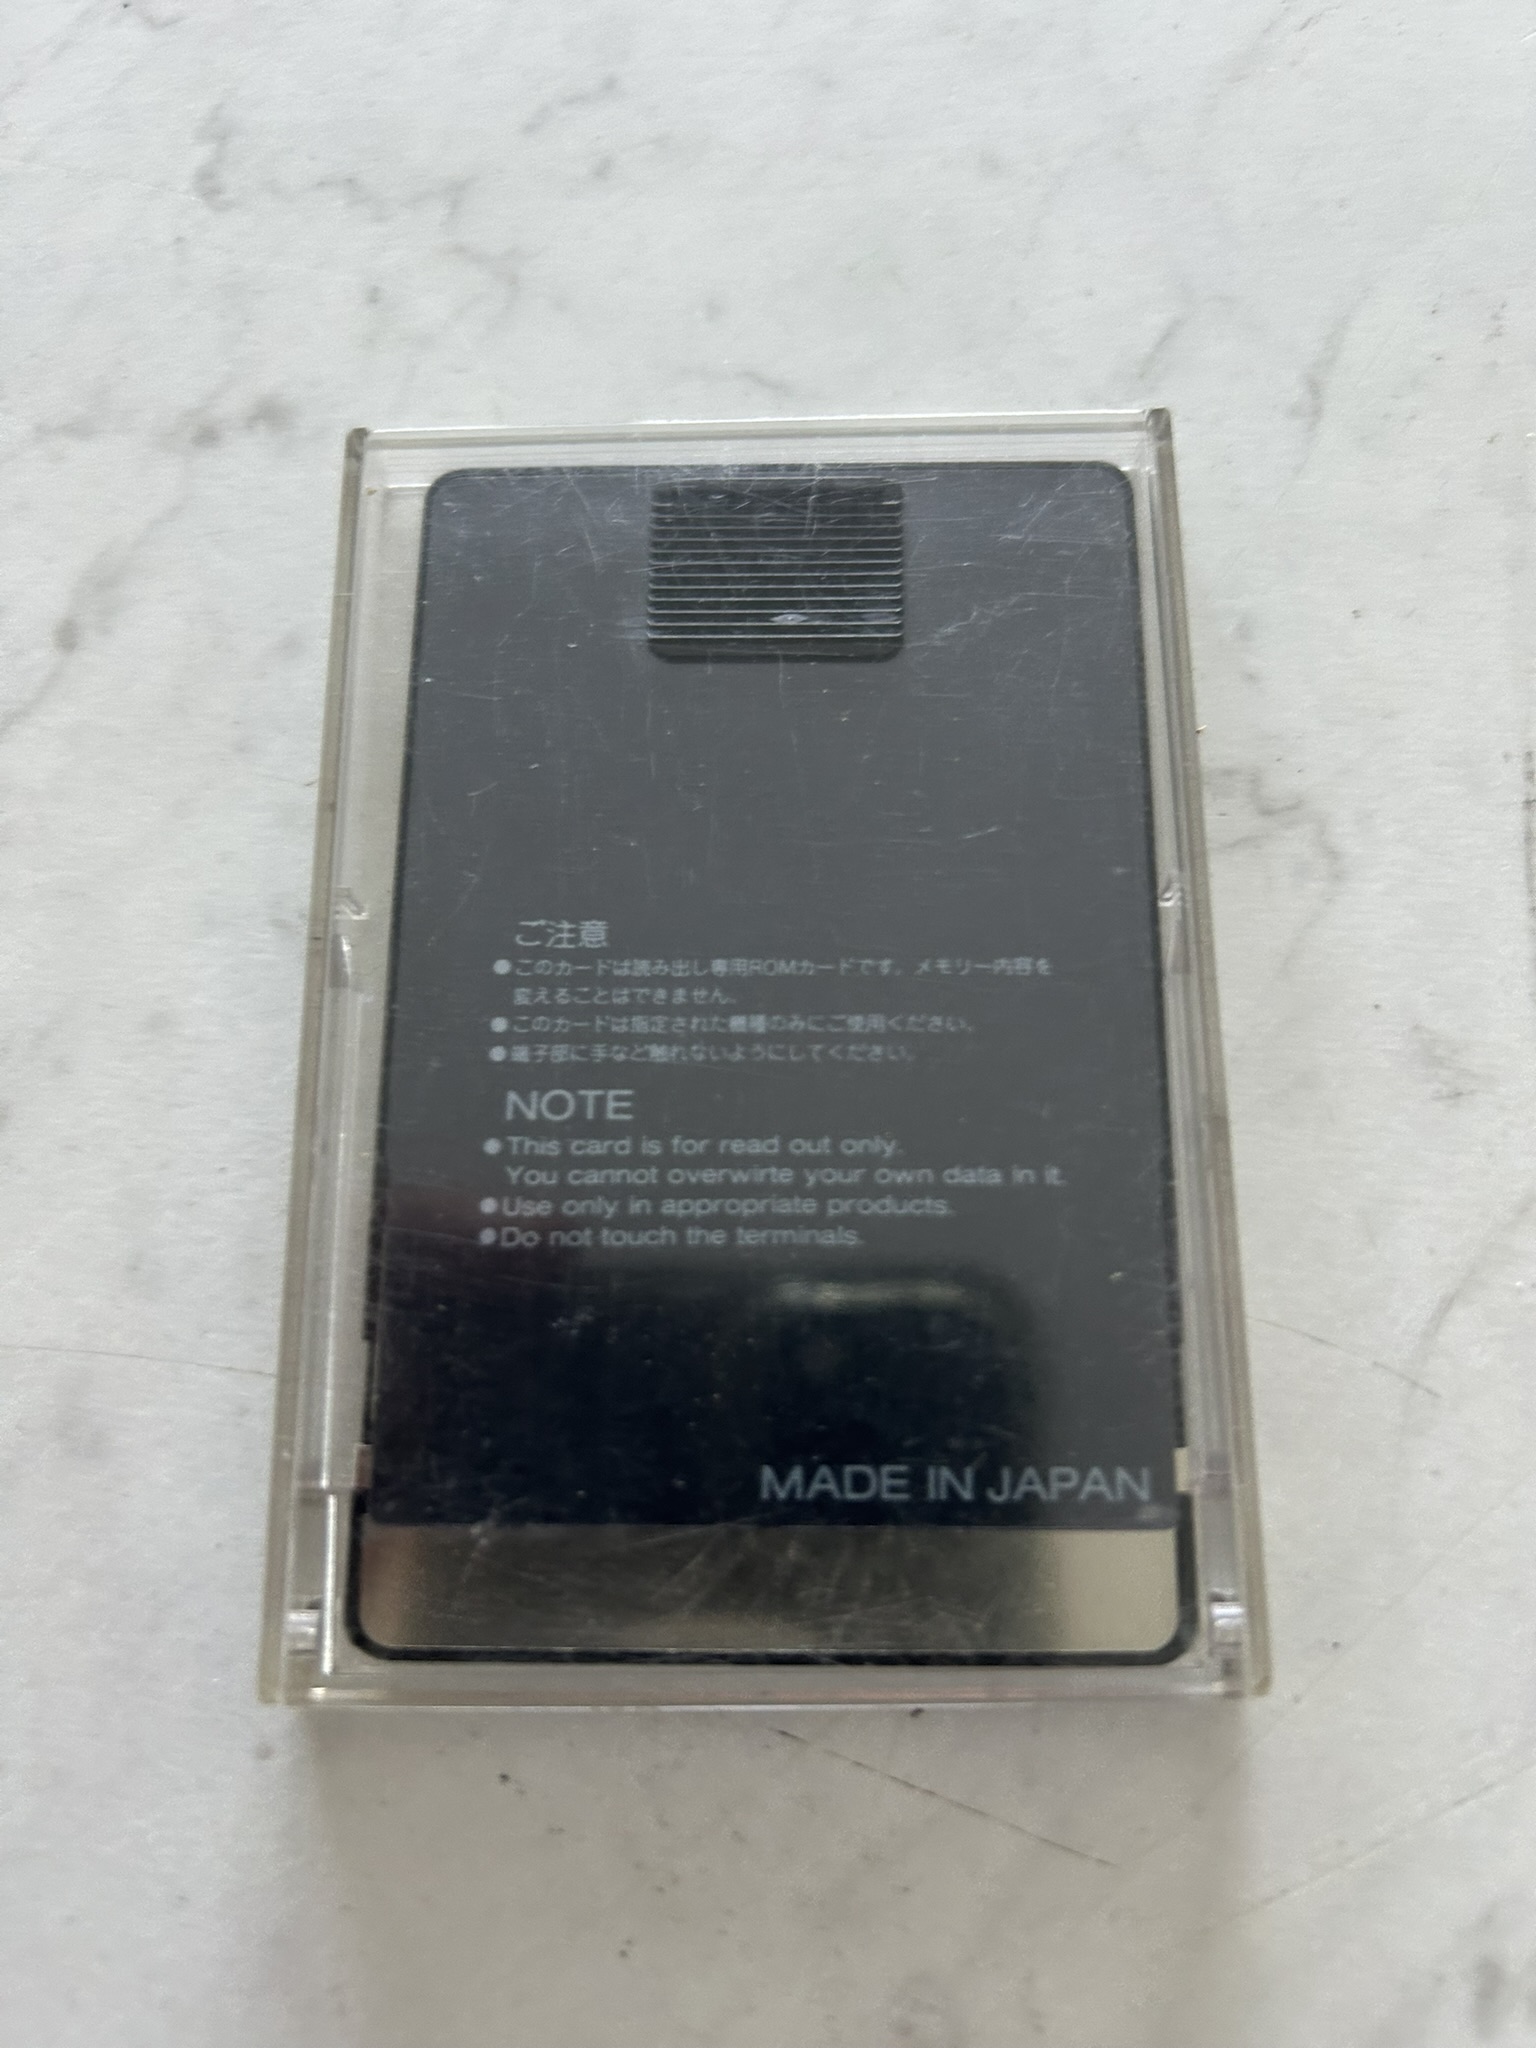 ご注意
●このカードは読み出し専用ROMカードです。メモリー内容を
変えることはできません。
●このカードは指定された機種のみにご使用ください。
●端子部に手など触れないようにしてください。
NOTE
●This card is for read out only.
You cannot overwirte your own data in it.
●Use only in appropriate products.
●Do not touch the terminals.
MADE IN JAPAN